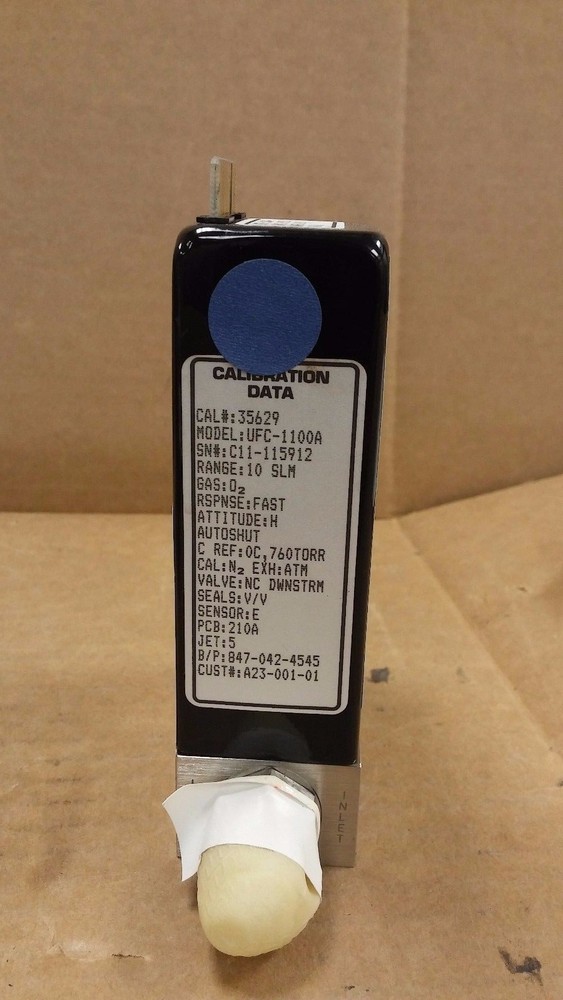 CALIBRATION
DATA
CAL#:35629
MODEL:UFC-1100A
SN#:C11-115912
RANGE:10 SLM
GAS:O₂
RSPNSE:FAST
ATTITUDE:H
AUTOSHUT
C REF:0C,760TORR
CAL:N₂ EXH:ATM
VALVE:NC DWNSTRM
SEALS:V/V
SENSOR:E
PCB:210A
JET:5
B/P:847-042-4545
CUST#:A23-001-01
INLET